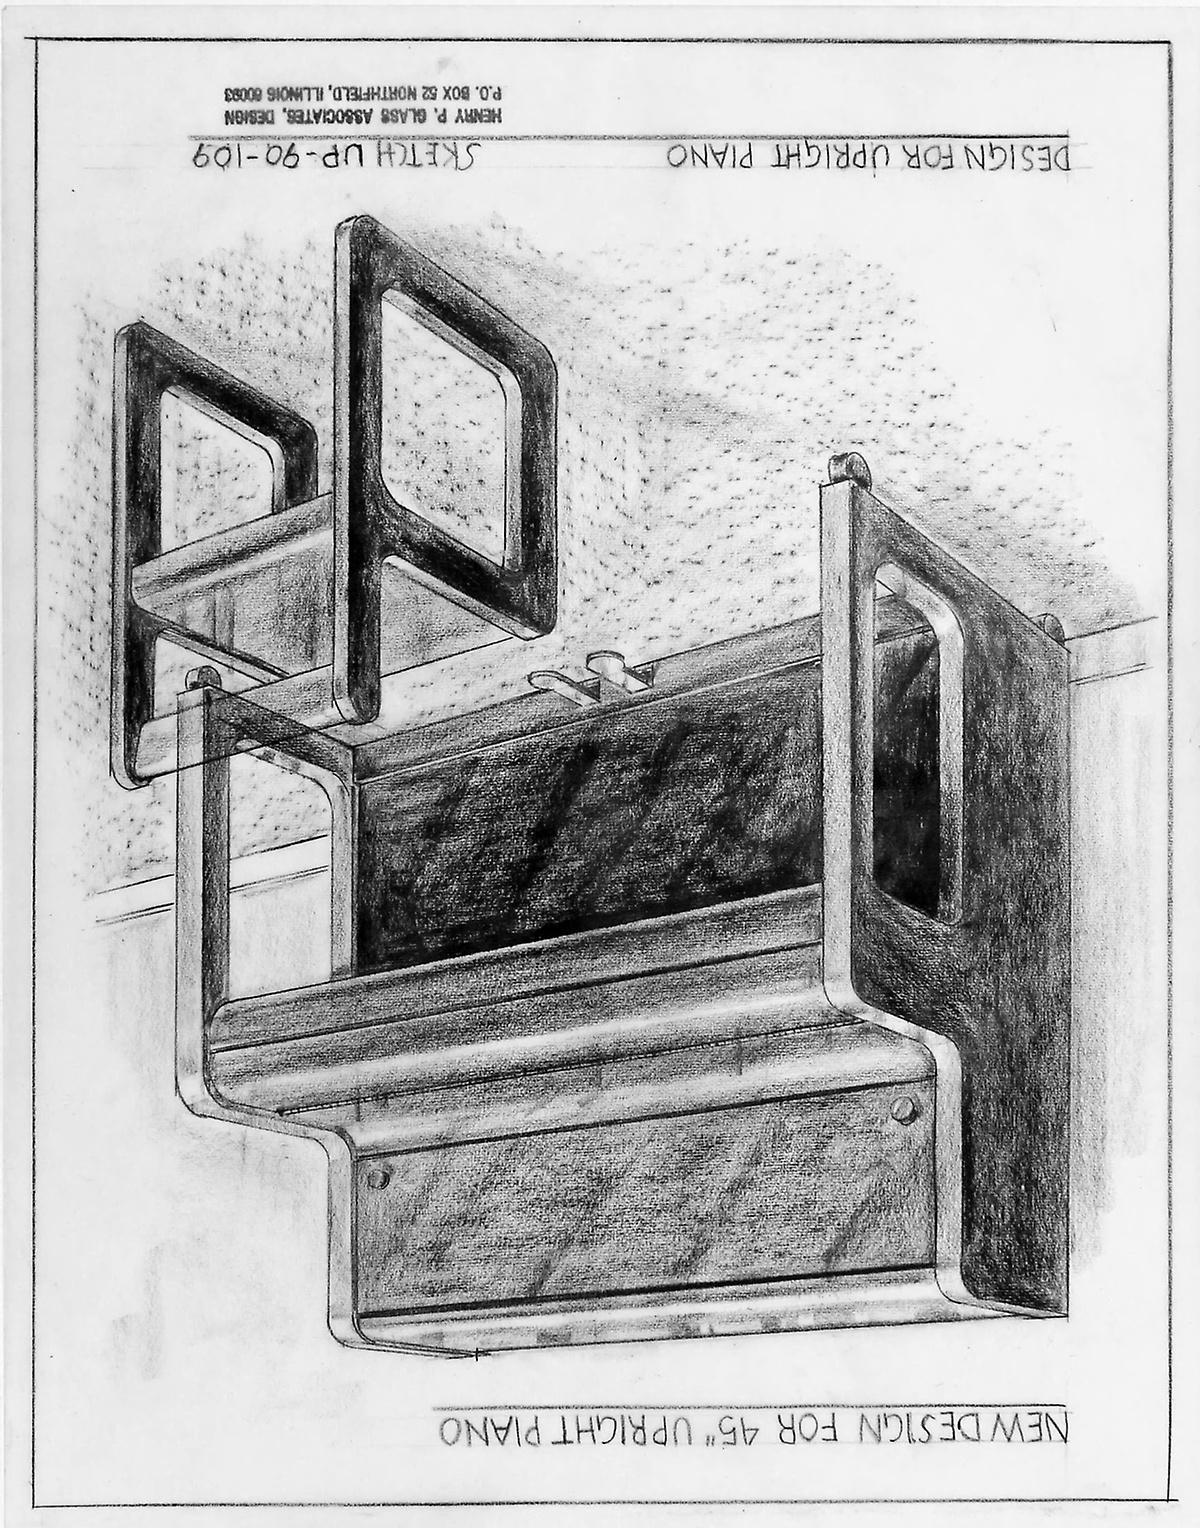 NEW DESIGN FOR 45" UPRIGHT PIANO
DESIGN FOR UPRIGHT PIANO
SKETCH UP-90-109
HENRY P. GLASS ASSOCIATES, DESIGN
P.O. BOX 52 NORTHFIELD, ILLINOIS 60093